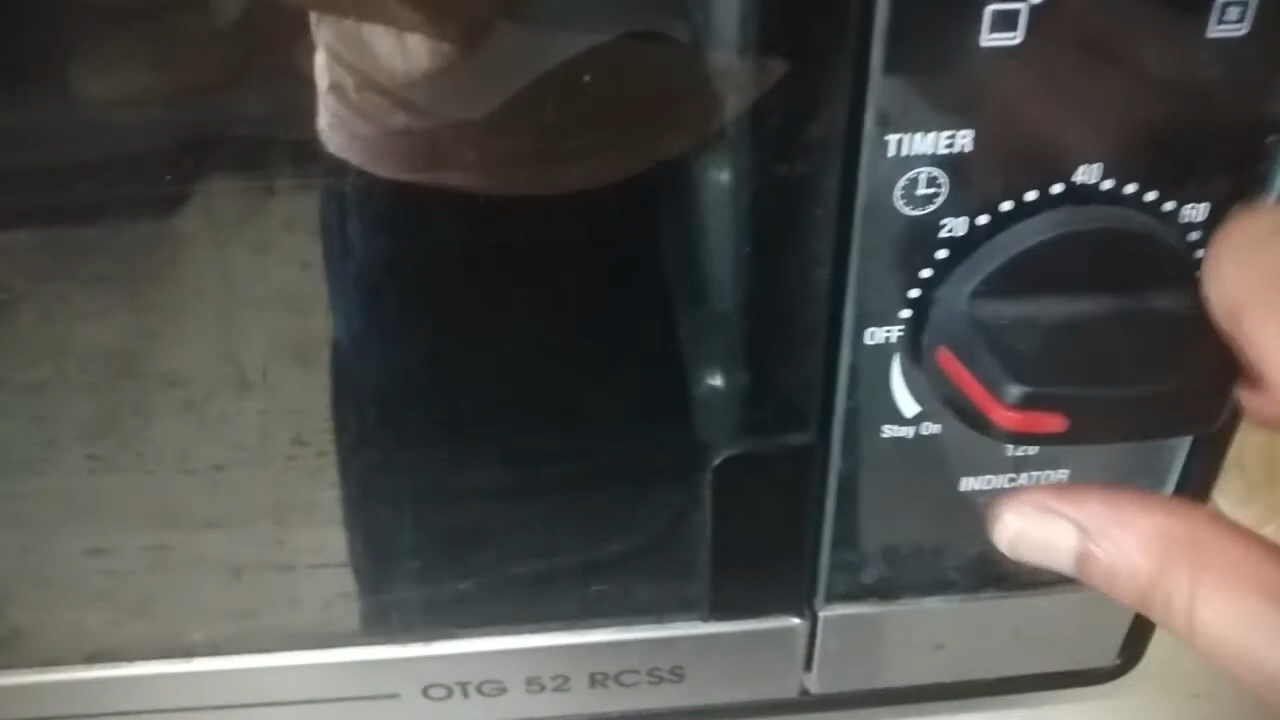 TIMER
40
20
60
OFF
Stay On
120
INDICATOR
OTG 52 RCSS